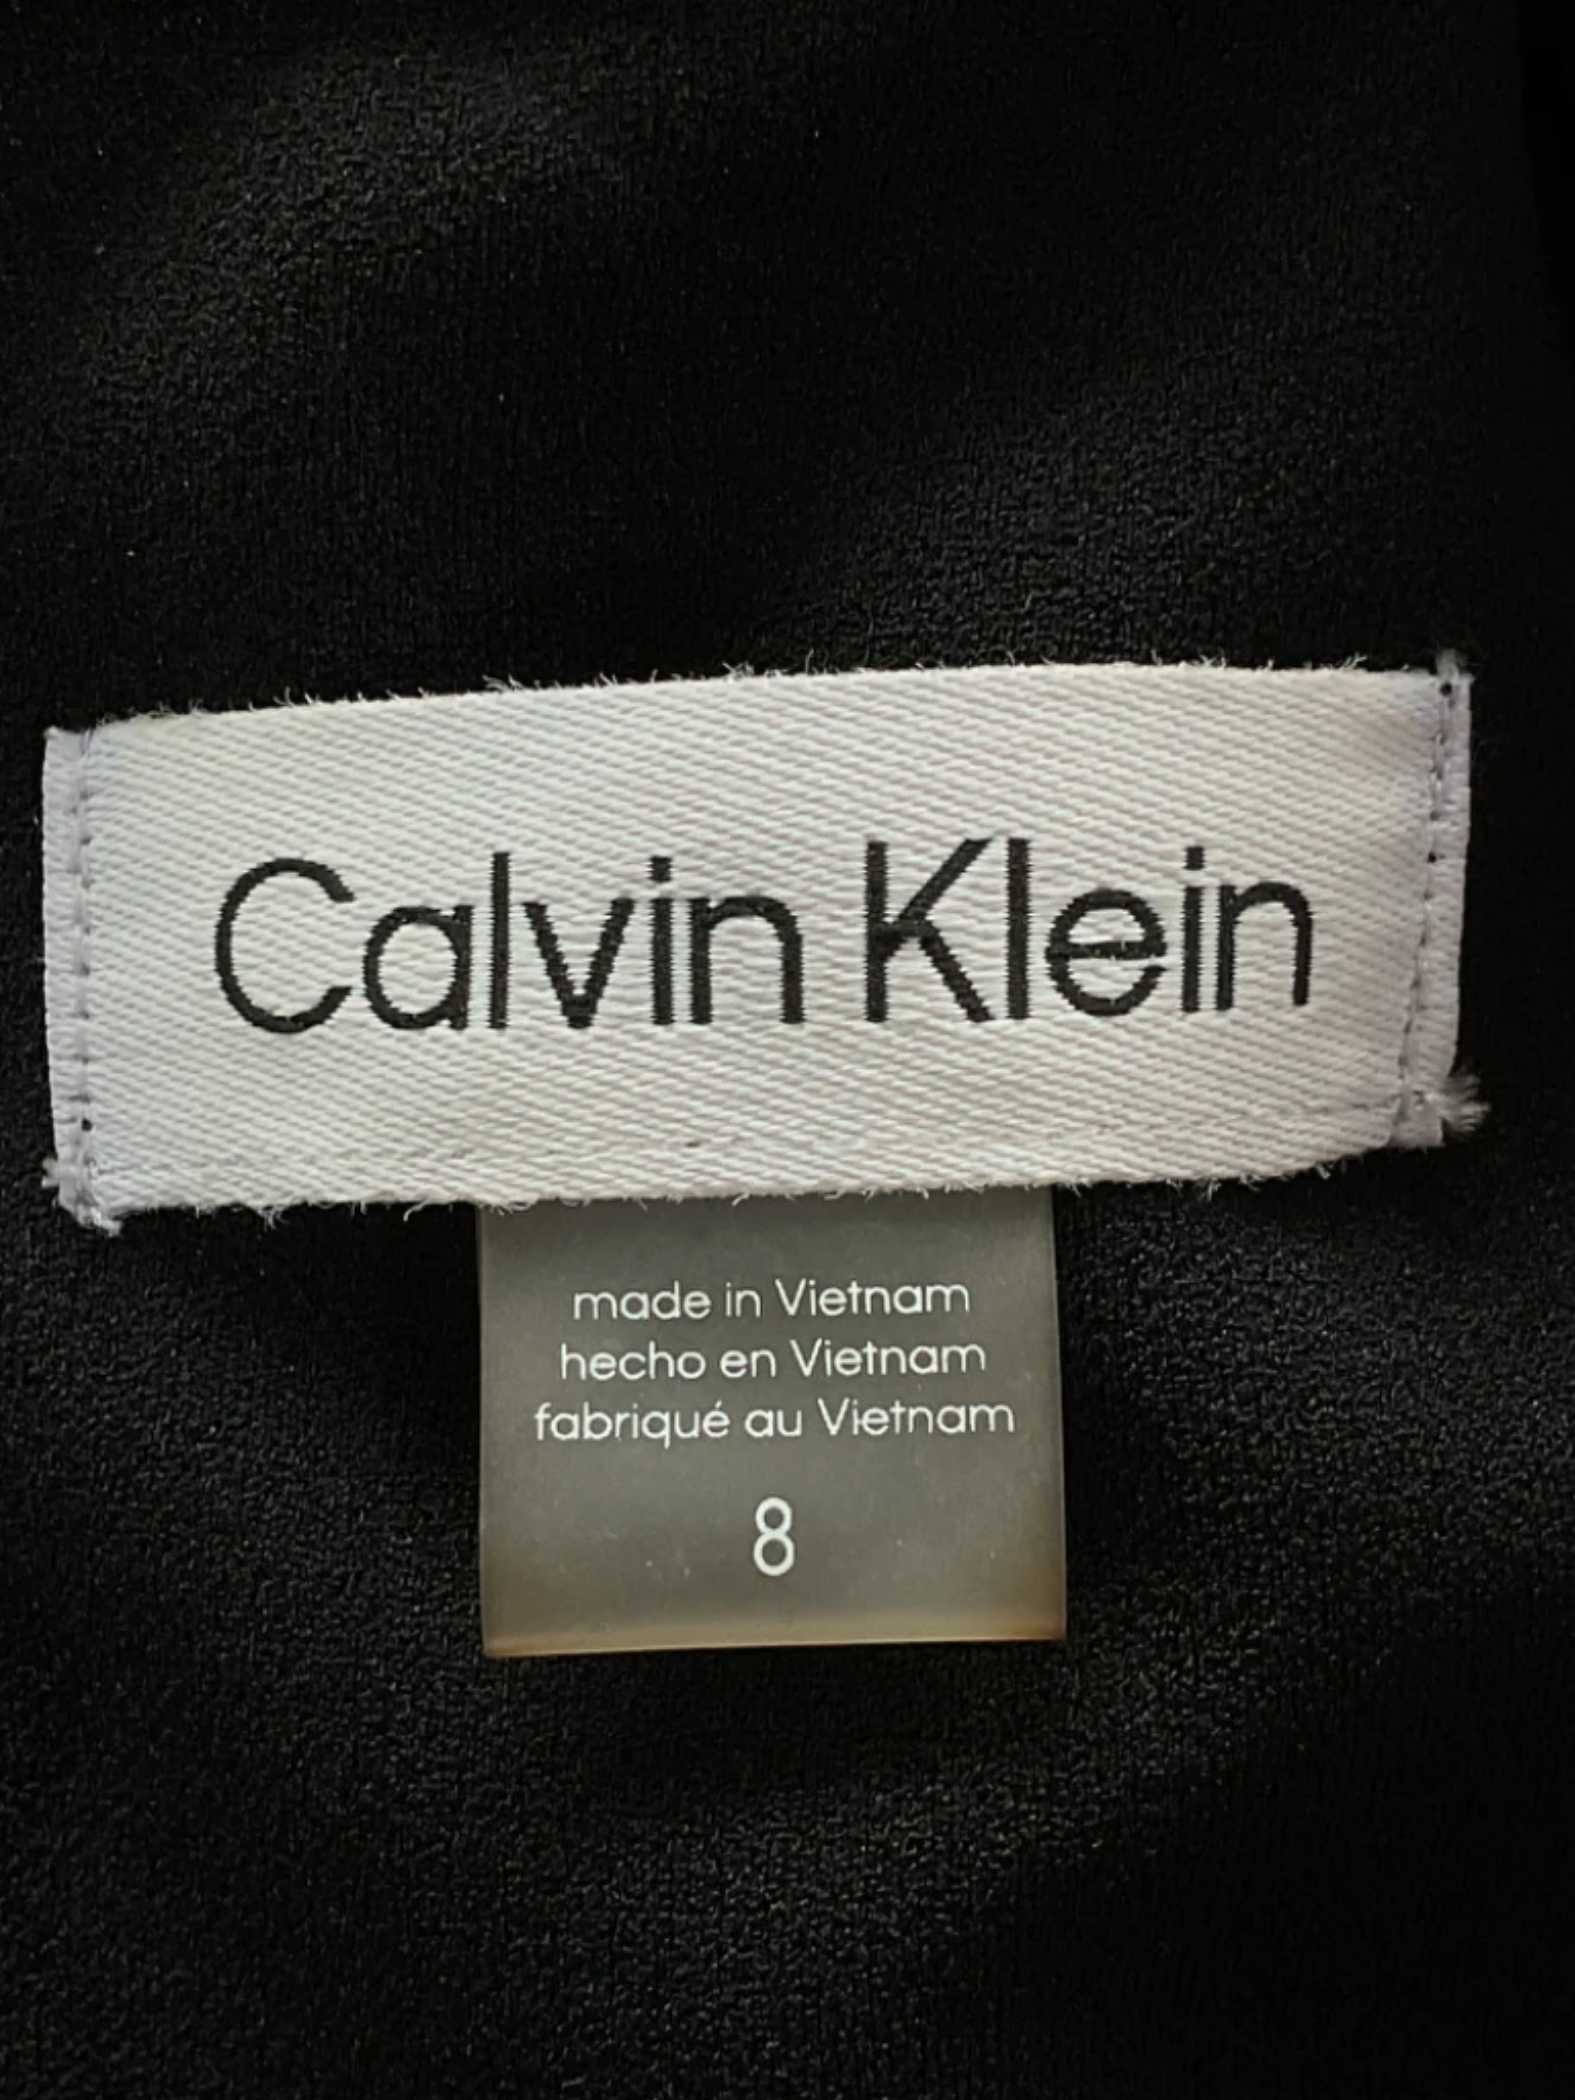 Calvin Klein
made in Vietnam
hecho en Vietnam
fabriqué au Vietnam
8